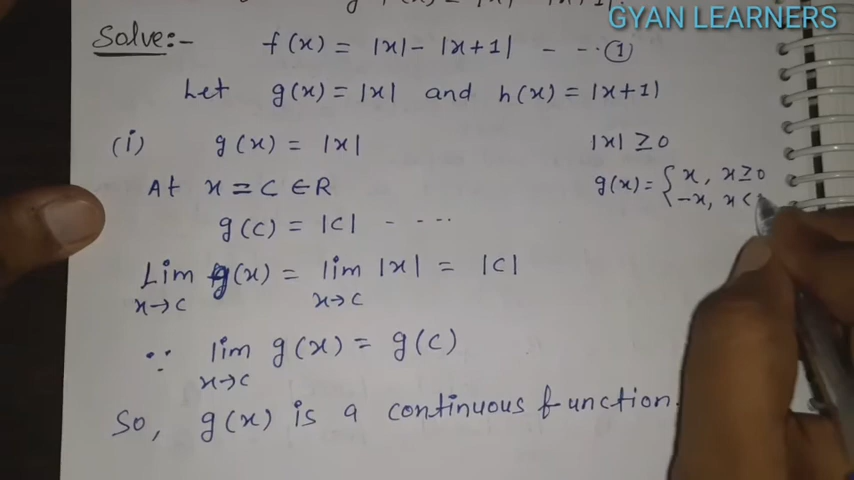 GYAN LEARNERS
Solve:- f(x) = |x| - |x+1| - - - - ①
Let g(x) = |x| and h(x) = |x+1|
(i) g(x) = |x|
|x| ≥ 0
At x = C ∈ R
g(x) = { x, x ≥ 0
-x, x <
g(c) = |c| - - - -
Lim x→c g(x) = lim x→c |x| = |c|
∵ lim x→c g(x) = g(c)
So, g(x) is a continuous function.